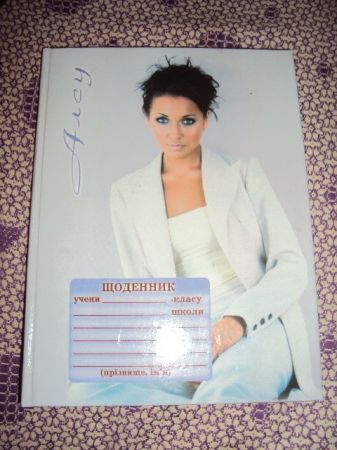 Алсу
ЩОДЕННИК
учени -класу
школи
(прізвище, ім'я)